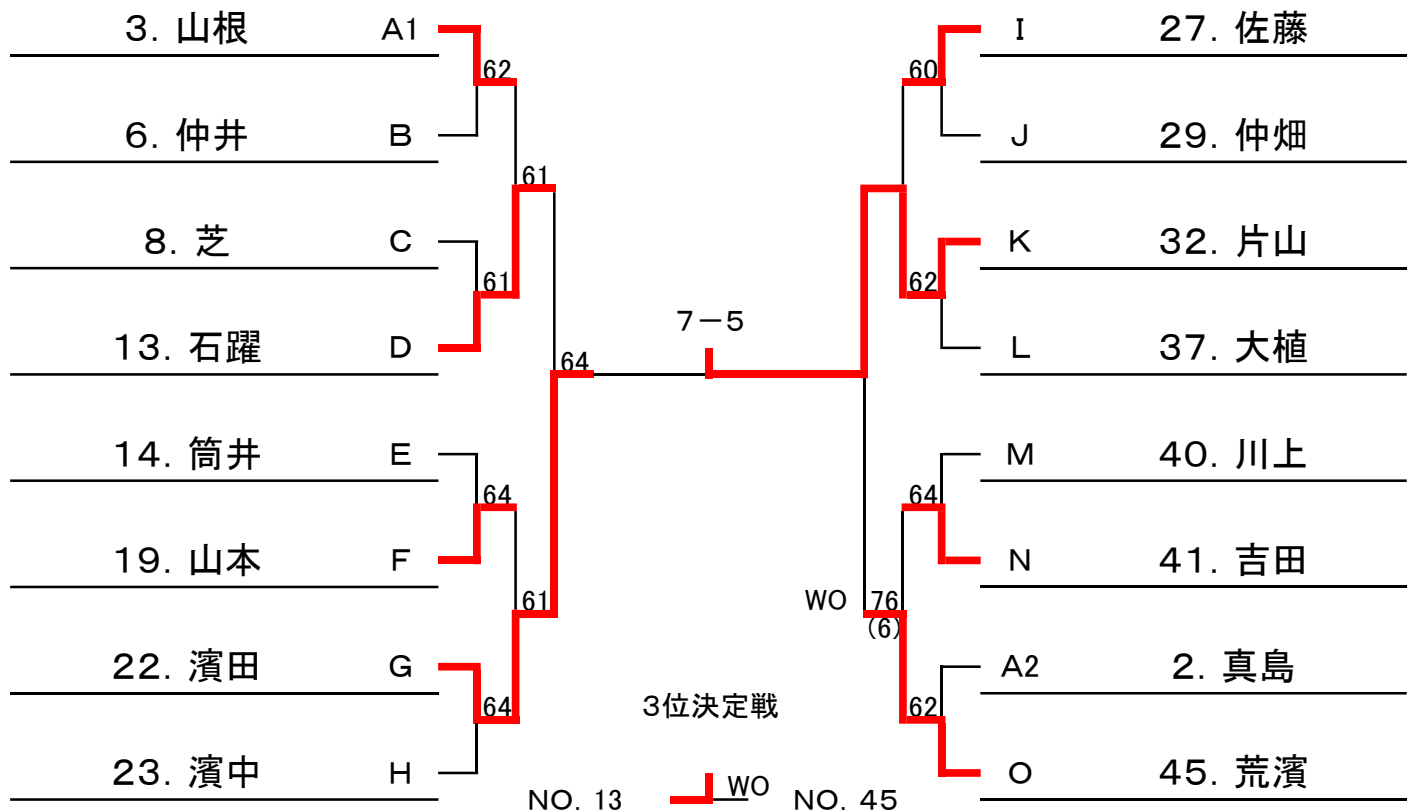 3. 山根 A1 I 27. 佐藤
62 60
6. 仲井 B J 29. 仲畑
61
8. 芝 C K 32. 片山
61 62
7－5
13. 石躍 D L 37. 大植
64
14. 筒井 E M 40. 川上
64 64
19. 山本 F N 41. 吉田
61 WO 76
(6)
22. 濱田 G A2 2. 真島
64 3位決定戦 62
23. 濱中 H O 45. 荒濱
NO. 13 WO NO. 45